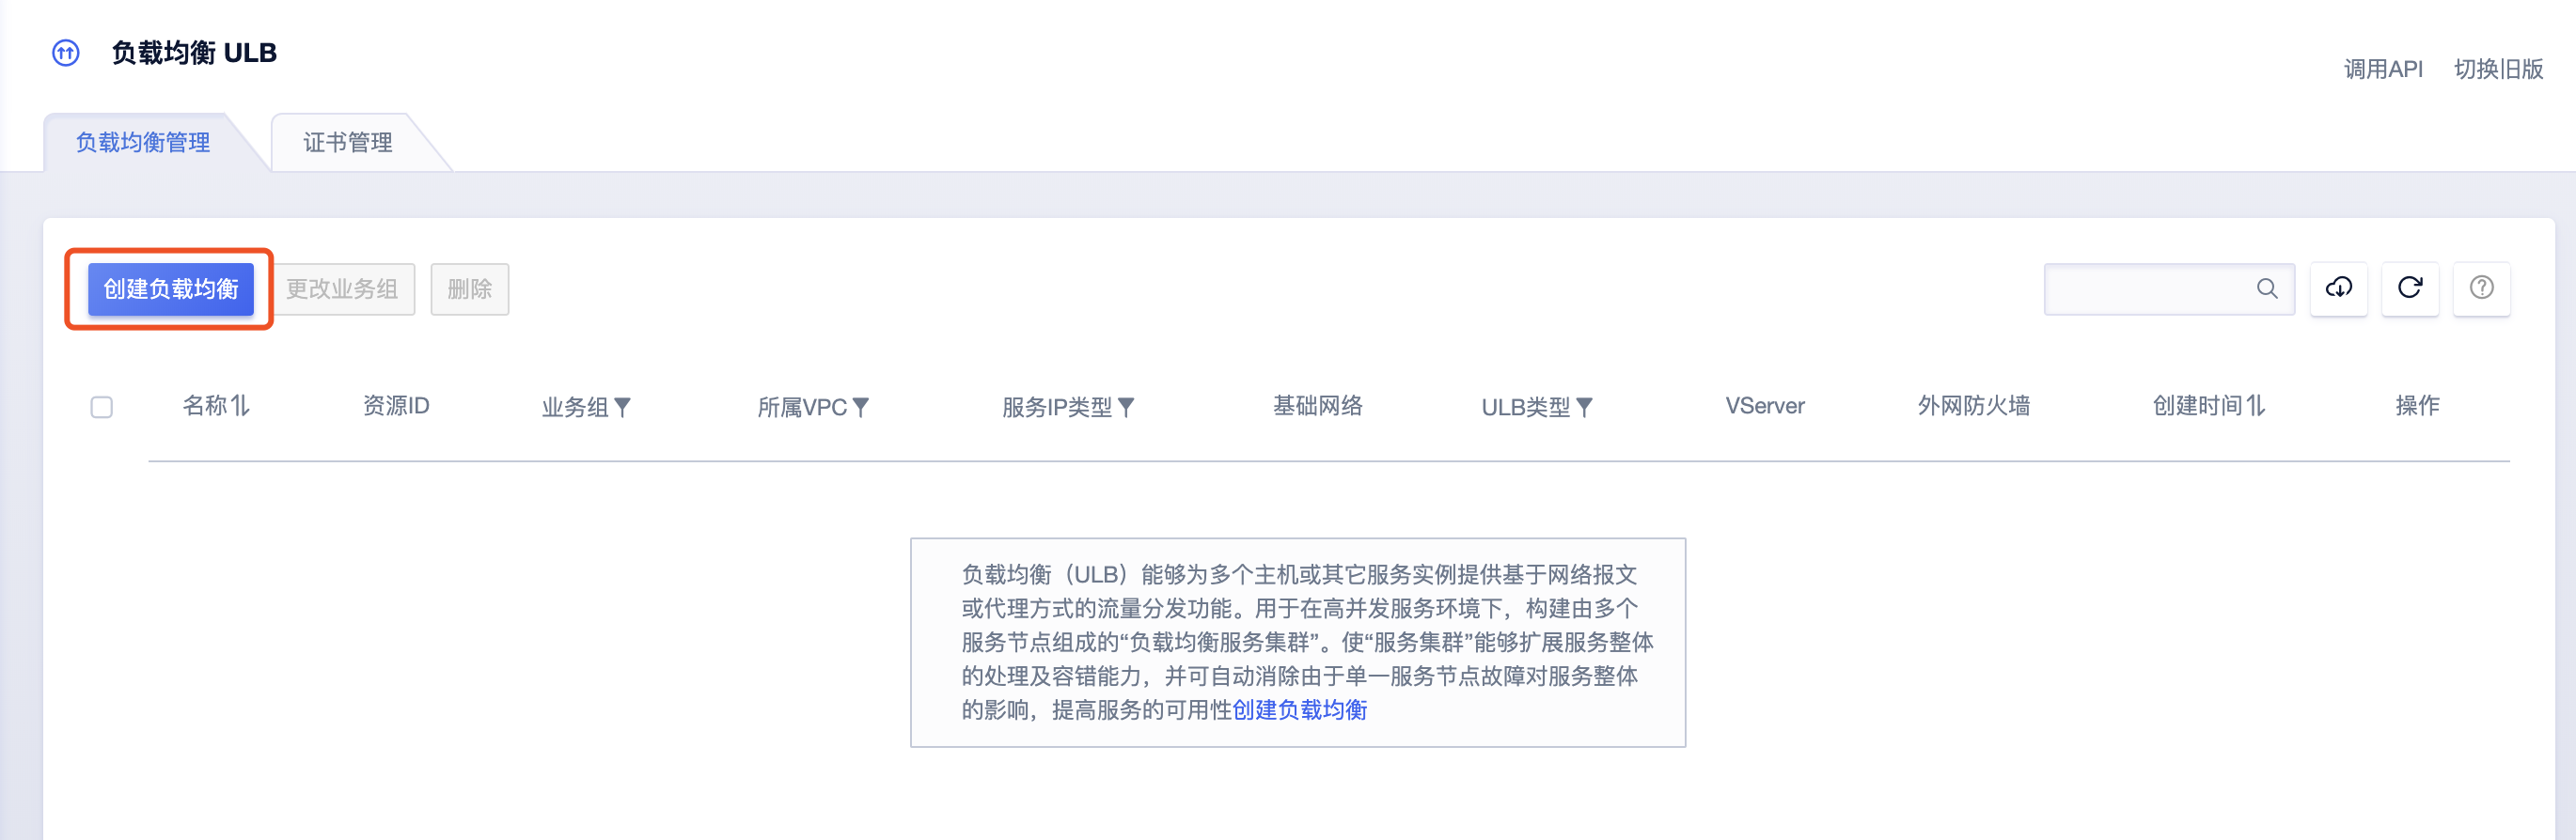 负载均衡 ULB
调用API 切换旧版
负载均衡管理 证书管理
创建负载均衡 更改业务组 删除
名称 资源ID 业务组 所属VPC 服务IP类型 基础网络 ULB类型 VServer 外网防火墙 创建时间 操作
负载均衡（ULB）能够为多个主机或其它服务实例提供基于网络报文
或代理方式的流量分发功能。用于在高并发服务环境下，构建由多个
服务节点组成的“负载均衡服务集群”。使“服务集群”能够扩展服务整体
的处理及容错能力，并可自动消除由于单一服务节点故障对服务整体
的影响，提高服务的可用性创建负载均衡